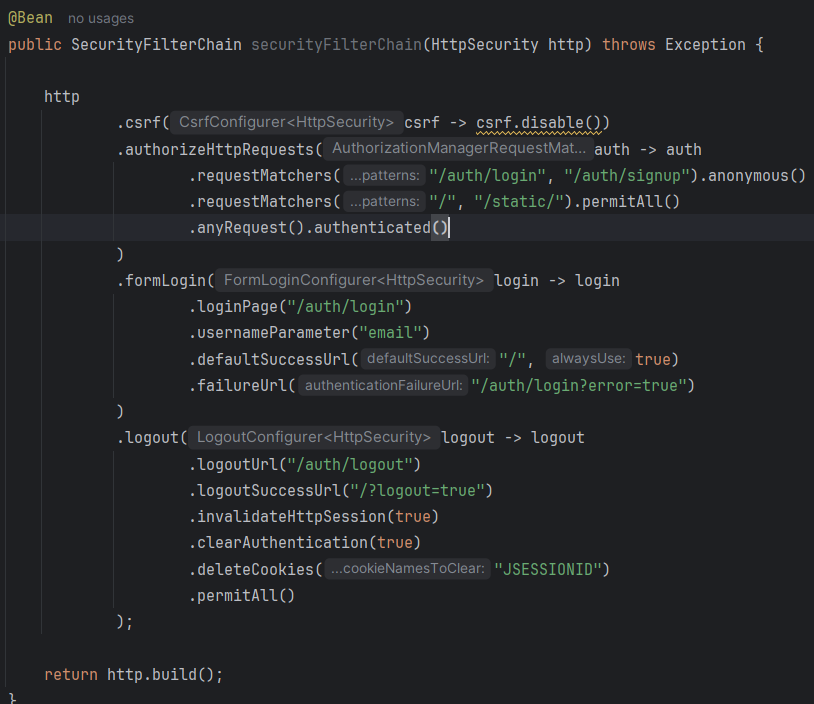 @Bean no usages
public SecurityFilterChain securityFilterChain(HttpSecurity http) throws Exception {
http
.csrf( CsrfConfigurer<HttpSecurity> csrf -> csrf.disable())
.authorizeHttpRequests( AuthorizationManagerRequestMat... auth -> auth
.requestMatchers( ...patterns: "/auth/login", "/auth/signup").anonymous()
.requestMatchers( ...patterns: "/", "/static/").permitAll()
.anyRequest().authenticated()
)
.formLogin( FormLoginConfigurer<HttpSecurity> login -> login
.loginPage("/auth/login")
.usernameParameter("email")
.defaultSuccessUrl( defaultSuccessUrl: "/", alwaysUse: true)
.failureUrl( authenticationFailureUrl: "/auth/login?error=true")
)
.logout( LogoutConfigurer<HttpSecurity> logout -> logout
.logoutUrl("/auth/logout")
.logoutSuccessUrl("/?logout=true")
.invalidateHttpSession(true)
.clearAuthentication(true)
.deleteCookies( ...cookieNamesToClear: "JSESSIONID")
.permitAll()
);
return http.build();
}